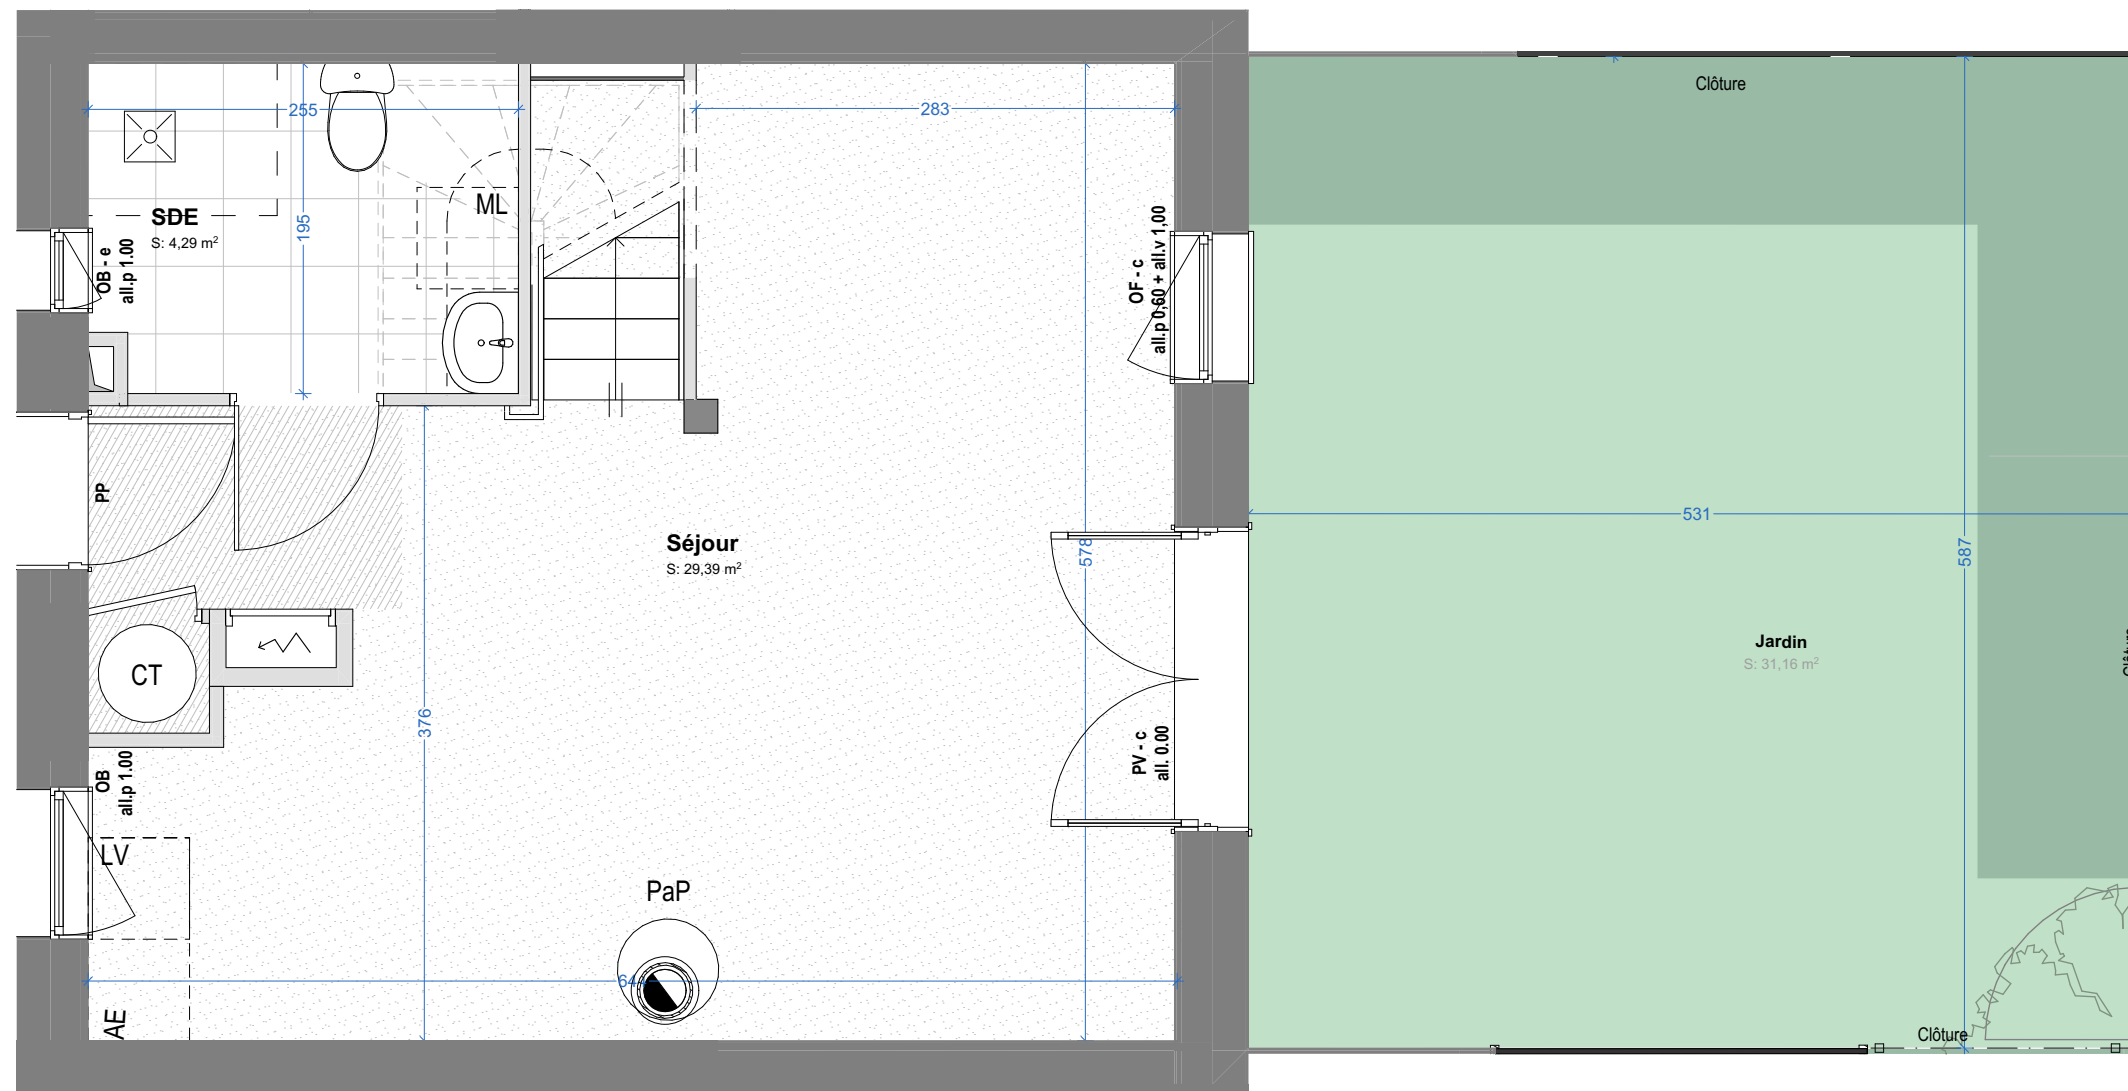 Clôture
255
283
ML
SDE
S: 4,29 m²
195
OB - e
all.p 1.00
OF - c
all.p 0,60 + all.v 1,00
PP
531
Séjour
S: 29,39 m²
578
587
Jardin
S: 31,16 m²
CT
376
PV - c
all. 0.00
OB
all.p 1.00
LV
PaP
AE
Clôture